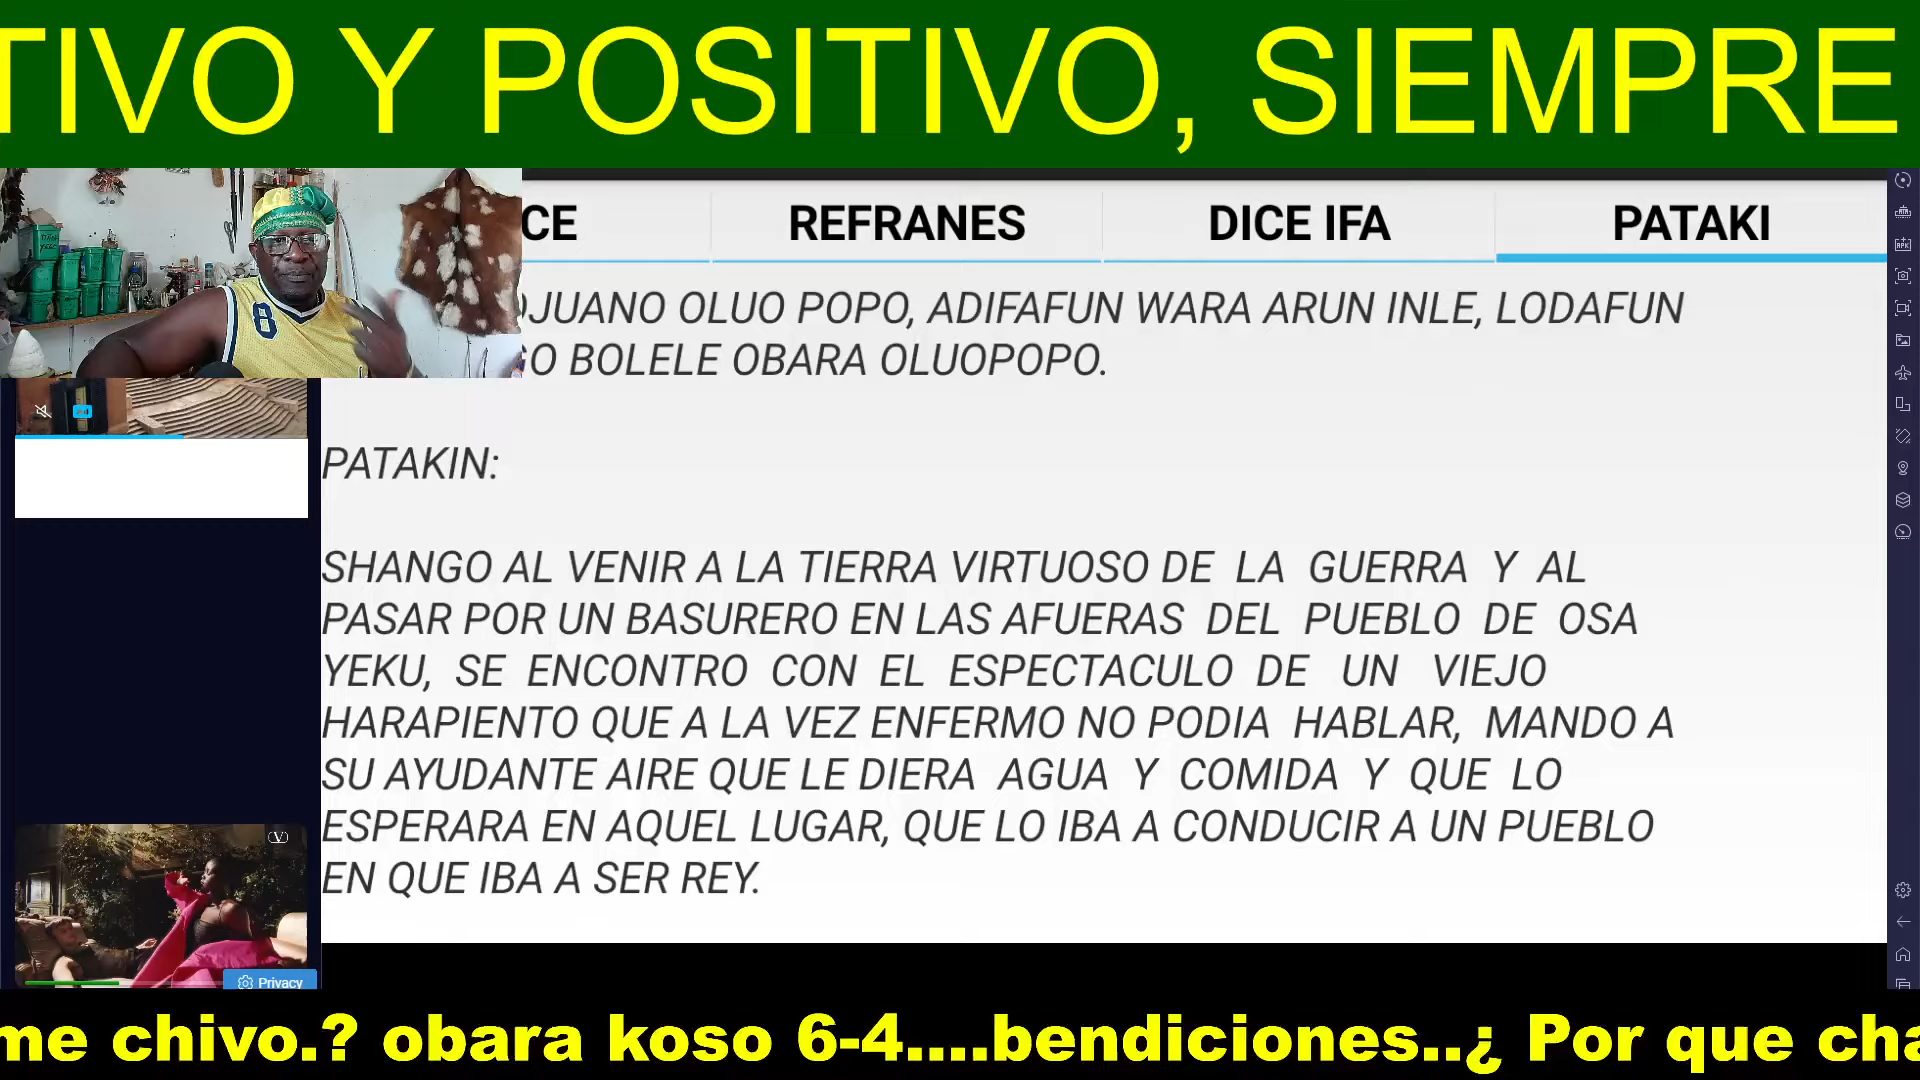 TIVO Y POSITIVO, SIEMPRE
CE
REFRANES
DICE IFA
PATAKI
OJUANO OLUO POPO, ADIFAFUN WARA ARUN INLE, LODAFUN
GO BOLELE OBARA OLUOPOPO.
PATAKIN:
SHANGO AL VENIR A LA TIERRA VIRTUOSO DE LA GUERRA Y AL
PASAR POR UN BASURERO EN LAS AFUERAS DEL PUEBLO DE OSA
YEKU, SE ENCONTRO CON EL ESPECTACULO DE UN VIEJO
HARAPIENTO QUE A LA VEZ ENFERMO NO PODIA HABLAR, MANDO A
SU AYUDANTE AIRE QUE LE DIERA AGUA Y COMIDA Y QUE LO
ESPERARA EN AQUEL LUGAR, QUE LO IBA A CONDUCIR A UN PUEBLO
EN QUE IBA A SER REY.
8
Privacy
me chivo.? obara koso 6-4....bendiciones..¿ Por que cha